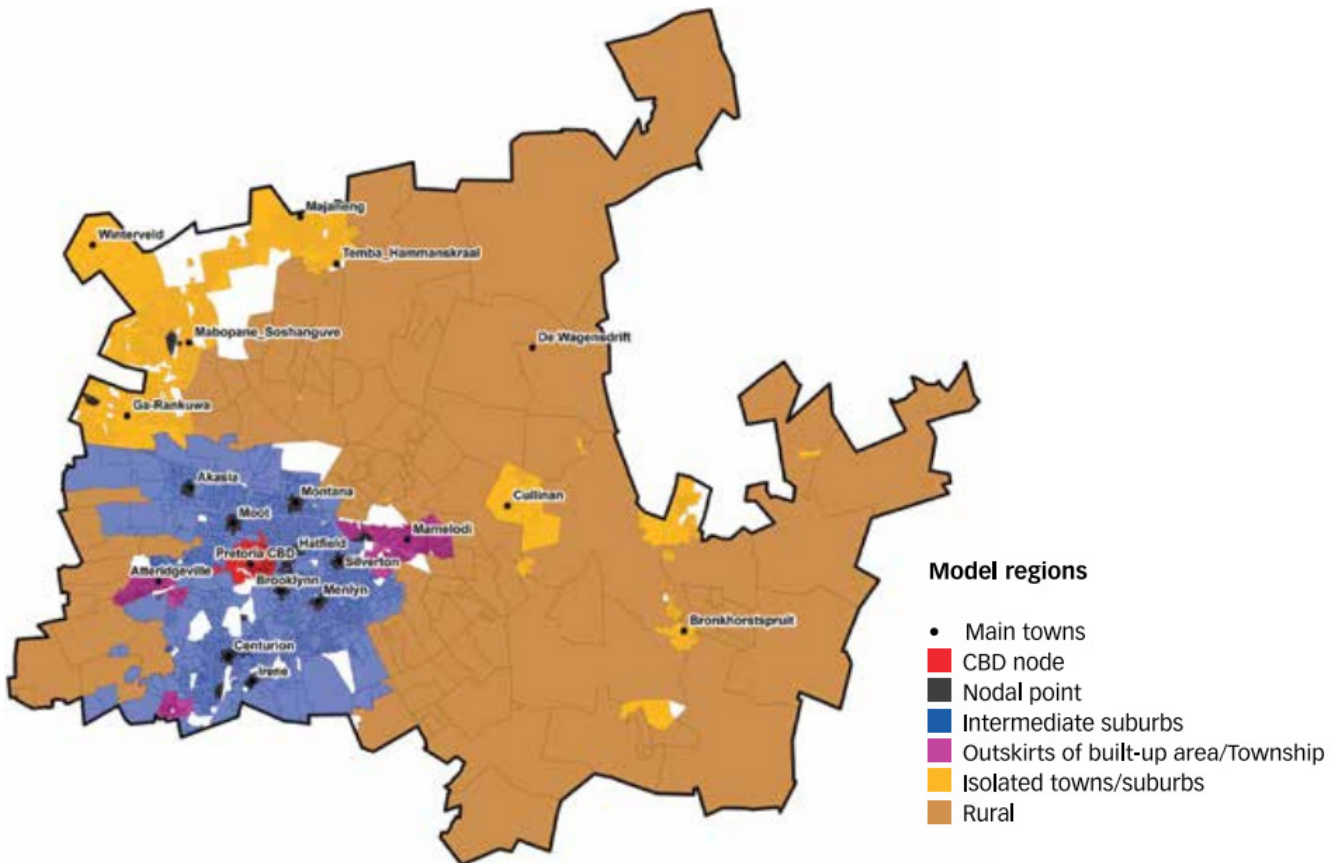 Majaneng
Winterveld
Temba_Hammanskraal
Mabopane_Soshanguve
De Wagensdrift
Ga-Rankuwa
Akasia
Montana
Cullinan
Moot
Mamelodi
Hatfield
Pretoria CBD
Silverton
Atteridgeville
Brooklynn
Menlyn
Bronkhorstspruit
Centurion
Irene
Model regions
Main towns
CBD node
Nodal point
Intermediate suburbs
Outskirts of built-up area/Township
Isolated towns/suburbs
Rural